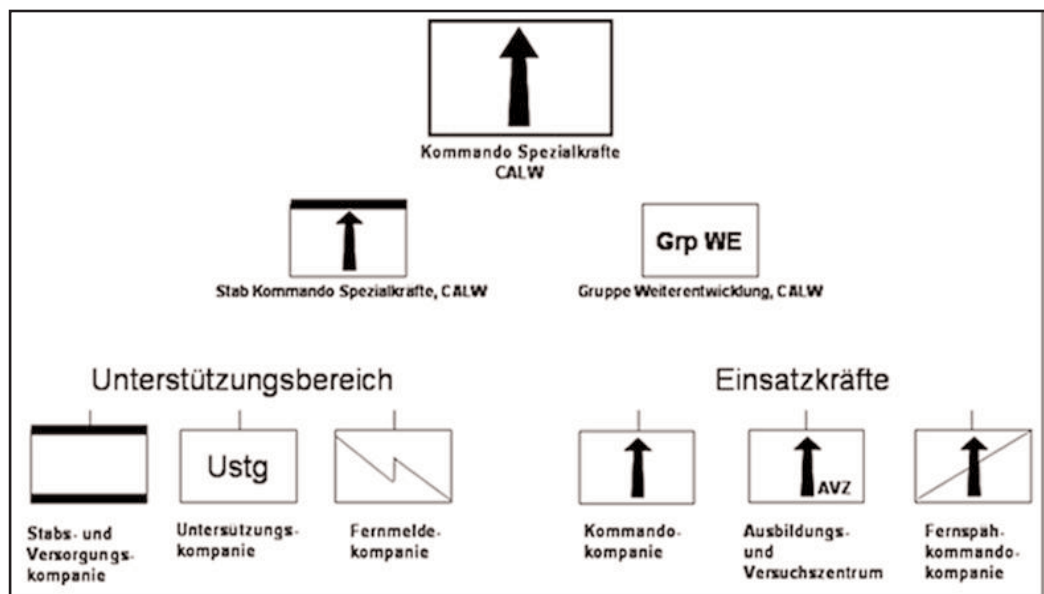 Kommando Spezialkräfte
CALW
Grp WE
Stab Kommando Spezialkräfte, CALW
Gruppe Weiterentwicklung, CALW
Unterstützungsbereich
Einsatzkräfte
Ustg
AVZ
Stabs- und
Versorgungs-
kompanie
Untersützungs-
kompanie
Fernmelde-
kompanie
Kommando-
kompanie
Ausbildungs-
und
Versuchszentrum
Fernspäh-
kommando-
kompanie